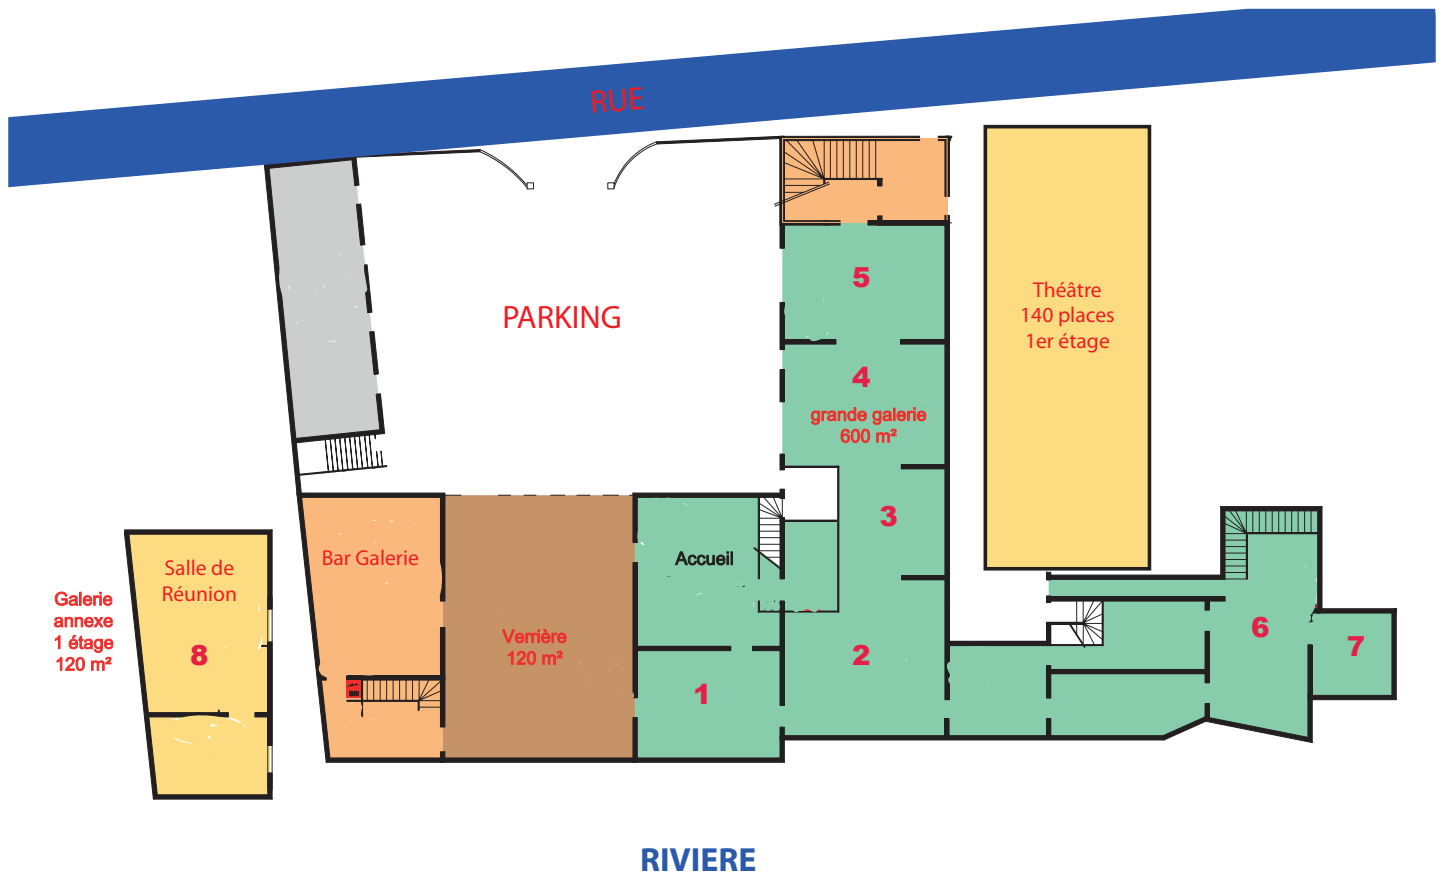 RUE
PARKING
5
Théâtre
140 places
1er étage
4
grande galerie
600 m²
3
Accueil
Bar Galerie
Salle de
Réunion
Galerie
annexe
1 étage
120 m²
8
Verrière
120 m²
1
2
6
7
RIVIERE